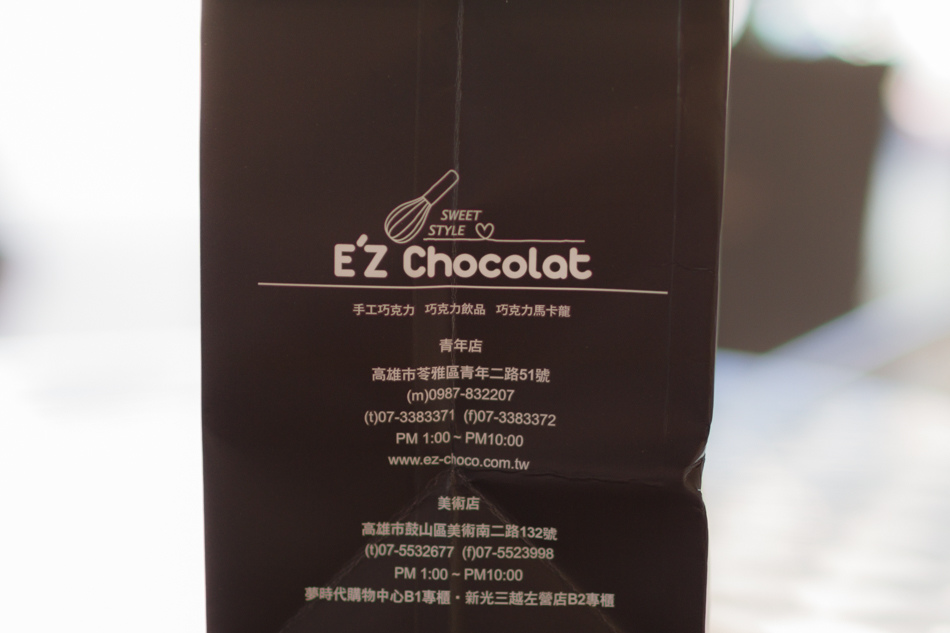 SWEET
STYLE
E'Z Chocolat
手工巧克力 巧克力飲品 巧克力馬卡龍
青年店
高雄市苓雅區青年二路51號
(m)0987-832207
(t)07-3383371 (f)07-3383372
PM 1:00 ~ PM10:00
www.ez-choco.com.tw
美術店
高雄市鼓山區美術南二路132號
(t)07-5532677 (f)07-5523998
PM 1:00 ~ PM10:00
夢時代購物中心B1專櫃・新光三越左營店B2專櫃